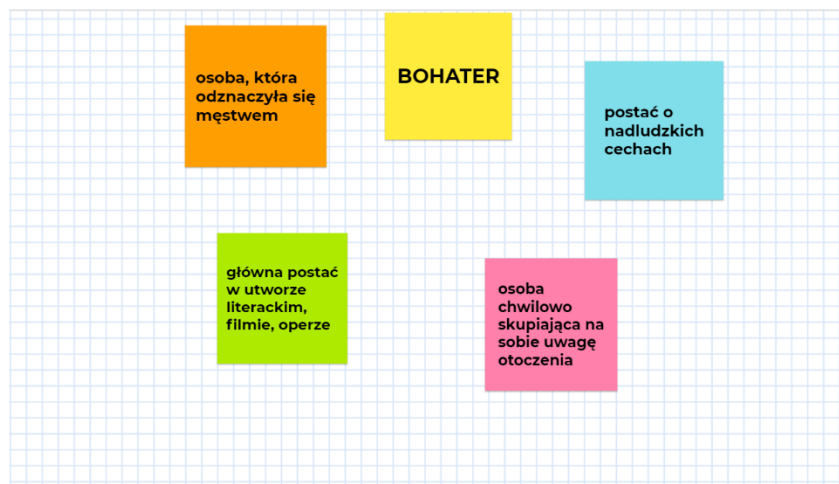 osoba, która
odznaczyła się
męstwem
BOHATER
postać o
nadludzkich
cechach
główna postać
w utworze
literackim,
filmie, operze
osoba
chwilowo
skupiająca na
sobie uwagę
otoczenia